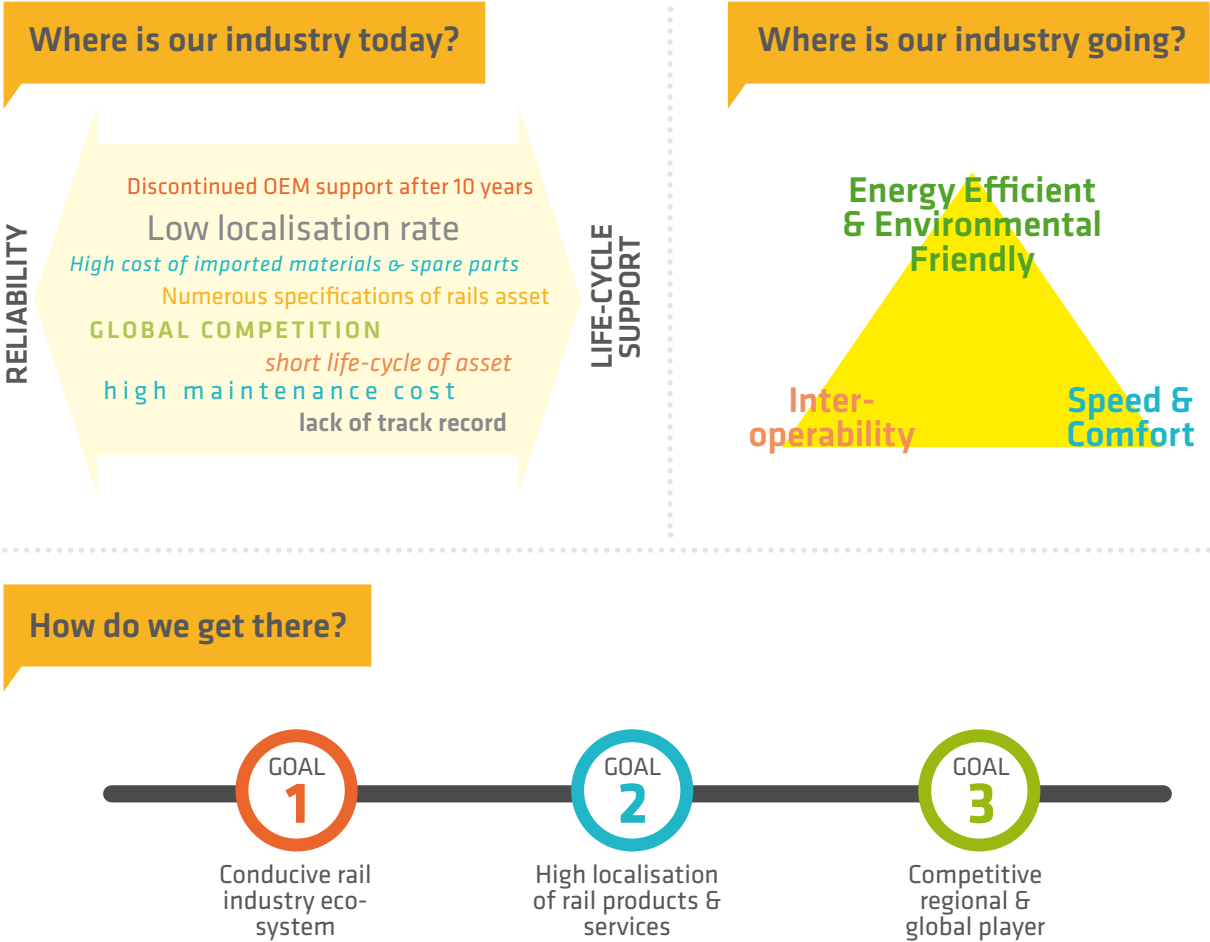 Where is our industry today?
RELIABILITY
Discontinued OEM support after 10 years
Low localisation rate
High cost of imported materials & spare parts
Numerous specifications of rails asset
GLOBAL COMPETITION
short life-cycle of asset
high maintenance cost
lack of track record
LIFE-CYCLE
SUPPORT
Where is our industry going?
Energy Efficient
& Environmental
Friendly
Inter-
operability
Speed &
Comfort
How do we get there?
GOAL
1
Conducive rail
industry eco-
system
GOAL
2
High localisation
of rail products &
services
GOAL
3
Competitive
regional &
global player